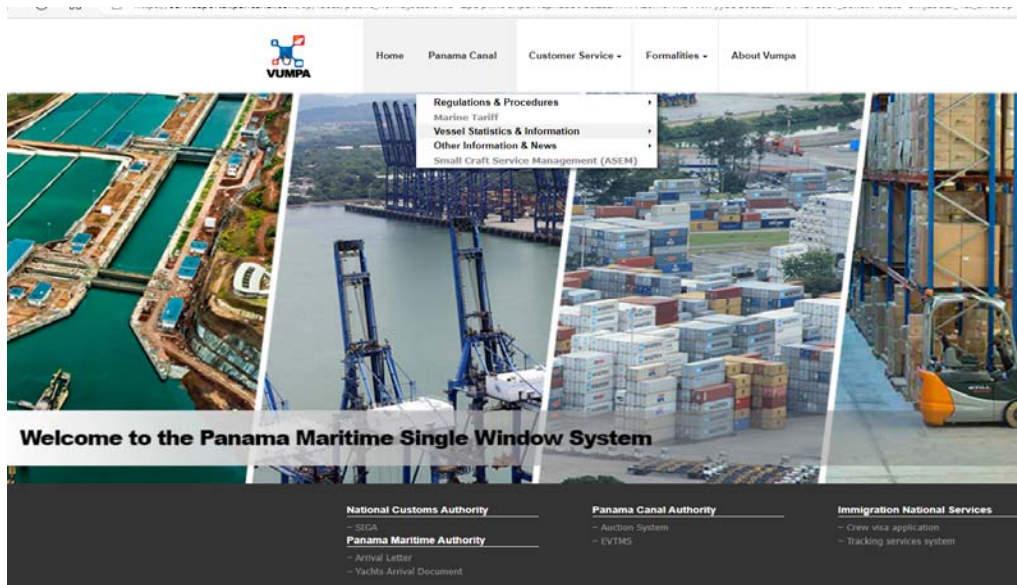 VUMPA
Home Panama Canal Customer Service Formalities About Vumpa
Regulations & Procedures
Marine Tariff
Vessel Statistics & Information
Other Information & News
Small Craft Service Management (ASEM)
Welcome to the Panama Maritime Single Window System
National Customs Authority
– SIGA
Panama Maritime Authority
– Arrival Letter
– Yachts Arrival Document
Panama Canal Authority
– Auction System
– EVTMS
Immigration National Services
– Crew visa application
– Tracking services system